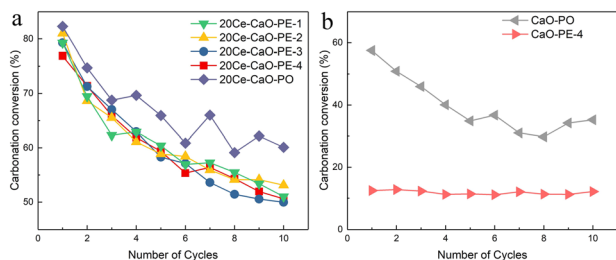 a
20Ce-CaO-PE-1
20Ce-CaO-PE-2
20Ce-CaO-PE-3
20Ce-CaO-PE-4
20Ce-CaO-PO
Carbonation conversion (%)
80
70
60
50
0 2 4 6 8 10
Number of Cycles
b
CaO-PO
CaO-PE-4
Carbonation conversion (%)
60
40
20
0
0 2 4 6 8 10
Number of Cycles